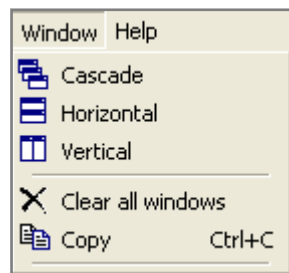 Window Help
Cascade
Horizontal
Vertical
Clear all windows
Copy Ctrl+C